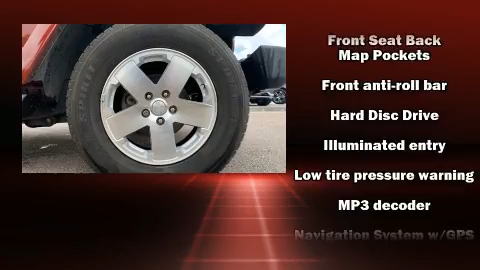 Front Seat Back
Map Pockets
Front anti-roll bar
Hard Disc Drive
Illuminated entry
Low tire pressure warning
MP3 decoder
Navigation System w/GPS